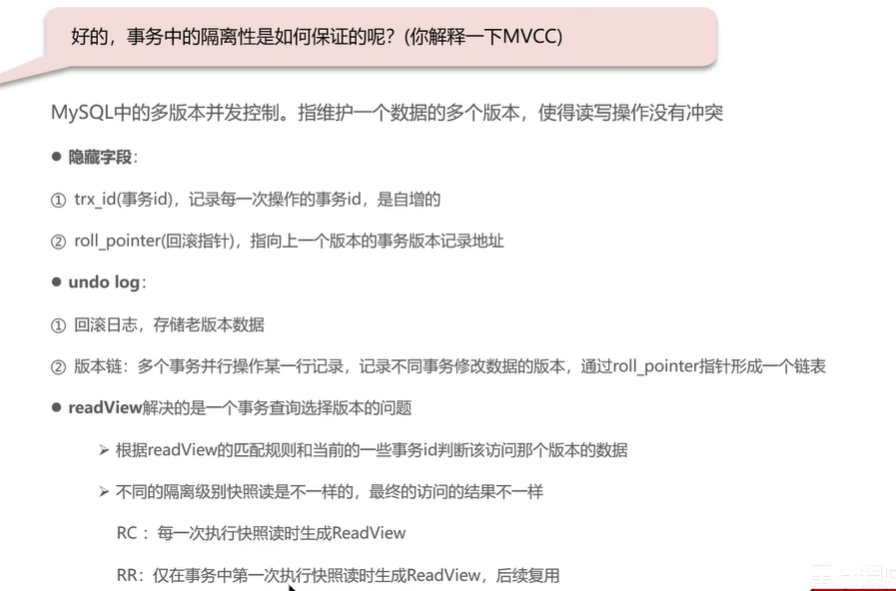 好的，事务中的隔离性是如何保证的呢？(你解释一下MVCC)
MySQL中的多版本并发控制。指维护一个数据的多个版本，使得读写操作没有冲突
● 隐藏字段：
① trx_id(事务id)，记录每一次操作的事务id，是自增的
② roll_pointer(回滚指针)，指向上一个版本的事务版本记录地址
● undo log：
① 回滚日志，存储老版本数据
② 版本链：多个事务并行操作某一行记录，记录不同事务修改数据的版本，通过roll_pointer指针形成一个链表
● readView解决的是一个事务查询选择版本的问题
➢ 根据readView的匹配规则和当前的一些事务id判断该访问那个版本的数据
➢ 不同的隔离级别快照读是不一样的，最终的访问的结果不一样
RC ：每一次执行快照读时生成ReadView
RR：仅在事务中第一次执行快照读时生成ReadView，后续复用